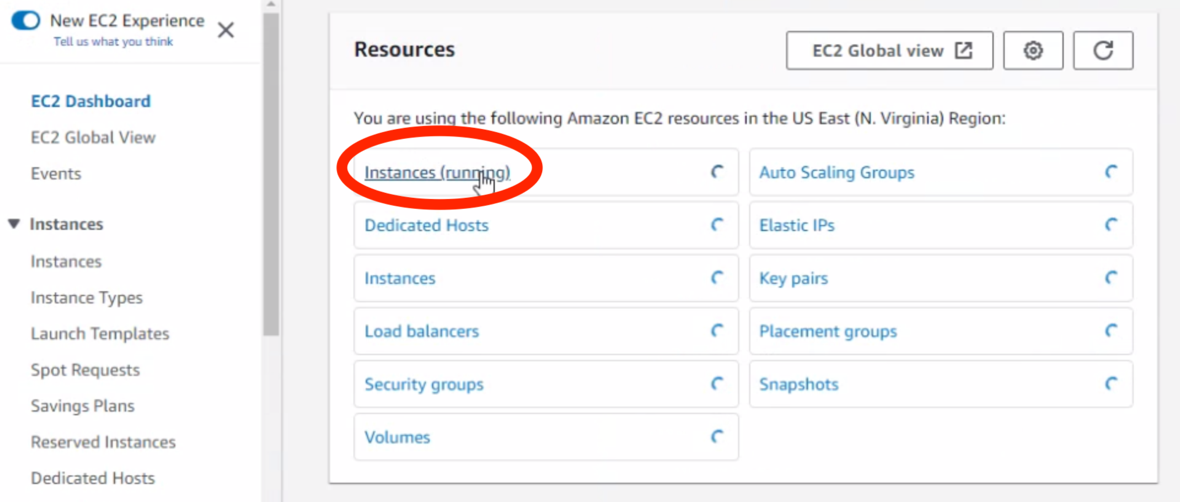 New EC2 Experience
Tell us what you think
EC2 Dashboard
EC2 Global View
Events
Instances
Instances
Instance Types
Launch Templates
Spot Requests
Savings Plans
Reserved Instances
Dedicated Hosts
Resources
EC2 Global view
You are using the following Amazon EC2 resources in the US East (N. Virginia) Region:
Instances (running)
Auto Scaling Groups
Dedicated Hosts
Elastic IPs
Instances
Key pairs
Load balancers
Placement groups
Security groups
Snapshots
Volumes